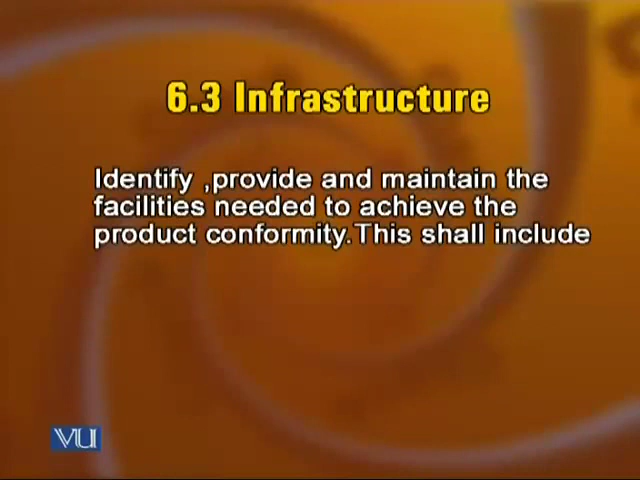 6.3 Infrastructure
Identify ,provide and maintain the
facilities needed to achieve the
product conformity.This shall include
VU